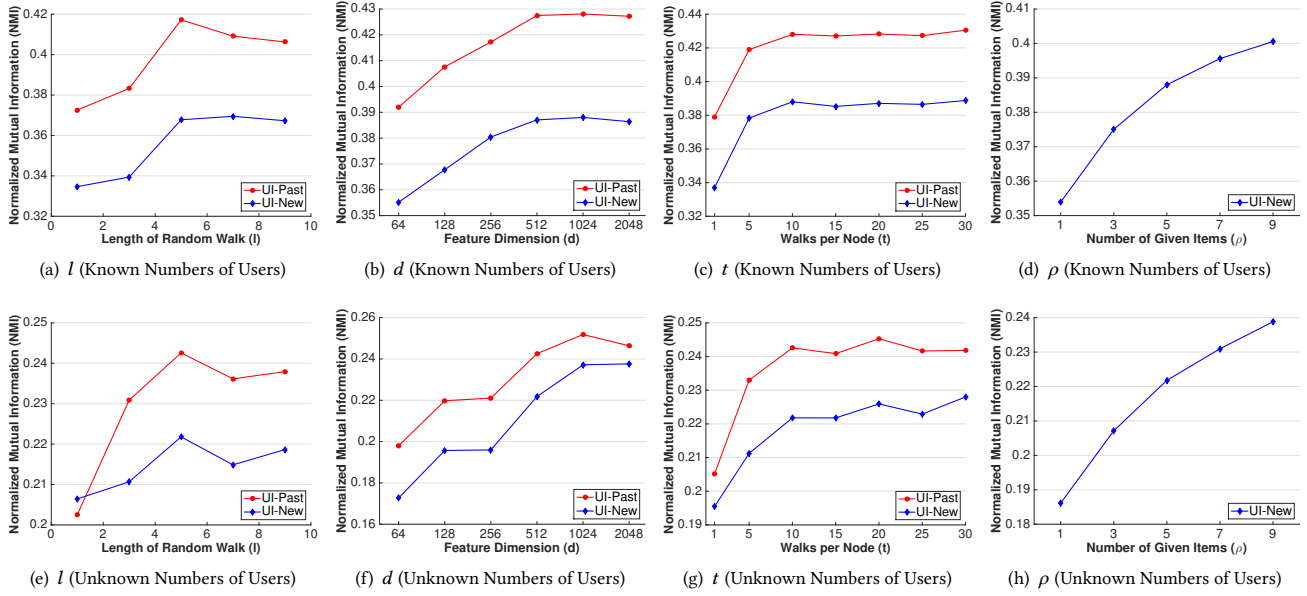 Normalized Mutual Information (NMI)
0.42
0.4
0.38
0.36
0.34
0.32
0 2 4 6 8 10
Length of Random Walk (l)
UI-Past
UI-New
(a) l (Known Numbers of Users)
Normalized Mutual Information (NMI)
0.43
0.42
0.41
0.4
0.39
0.38
0.37
0.36
0.35
64 128 256 512 1024 2048
Feature Dimension (d)
UI-Past
UI-New
(b) d (Known Numbers of Users)
Normalized Mutual Information (NMI)
0.44
0.42
0.4
0.38
0.36
0.34
0.32
1 5 10 15 20 25 30
Walks per Node (t)
UI-Past
UI-New
(c) t (Known Numbers of Users)
Normalized Mutual Information (NMI)
0.41
0.4
0.39
0.38
0.37
0.36
0.35
1 3 5 7 9
Number of Given Items (ρ)
UI-New
(d) ρ (Known Numbers of Users)
Normalized Mutual Information (NMI)
0.25
0.24
0.23
0.22
0.21
0.2
0 2 4 6 8 10
Length of Random Walk (l)
UI-Past
UI-New
(e) l (Unknown Numbers of Users)
Normalized Mutual Information (NMI)
0.26
0.24
0.22
0.2
0.18
0.16
64 128 256 512 1024 2048
Feature Dimension (d)
UI-Past
UI-New
(f) d (Unknown Numbers of Users)
Normalized Mutual Information (NMI)
0.25
0.24
0.23
0.22
0.21
0.2
0.19
1 5 10 15 20 25 30
Walks per Node (t)
UI-Past
UI-New
(g) t (Unknown Numbers of Users)
Normalized Mutual Information (NMI)
0.24
0.23
0.22
0.21
0.2
0.19
0.18
1 3 5 7 9
Number of Given Items (ρ)
UI-New
(h) ρ (Unknown Numbers of Users)